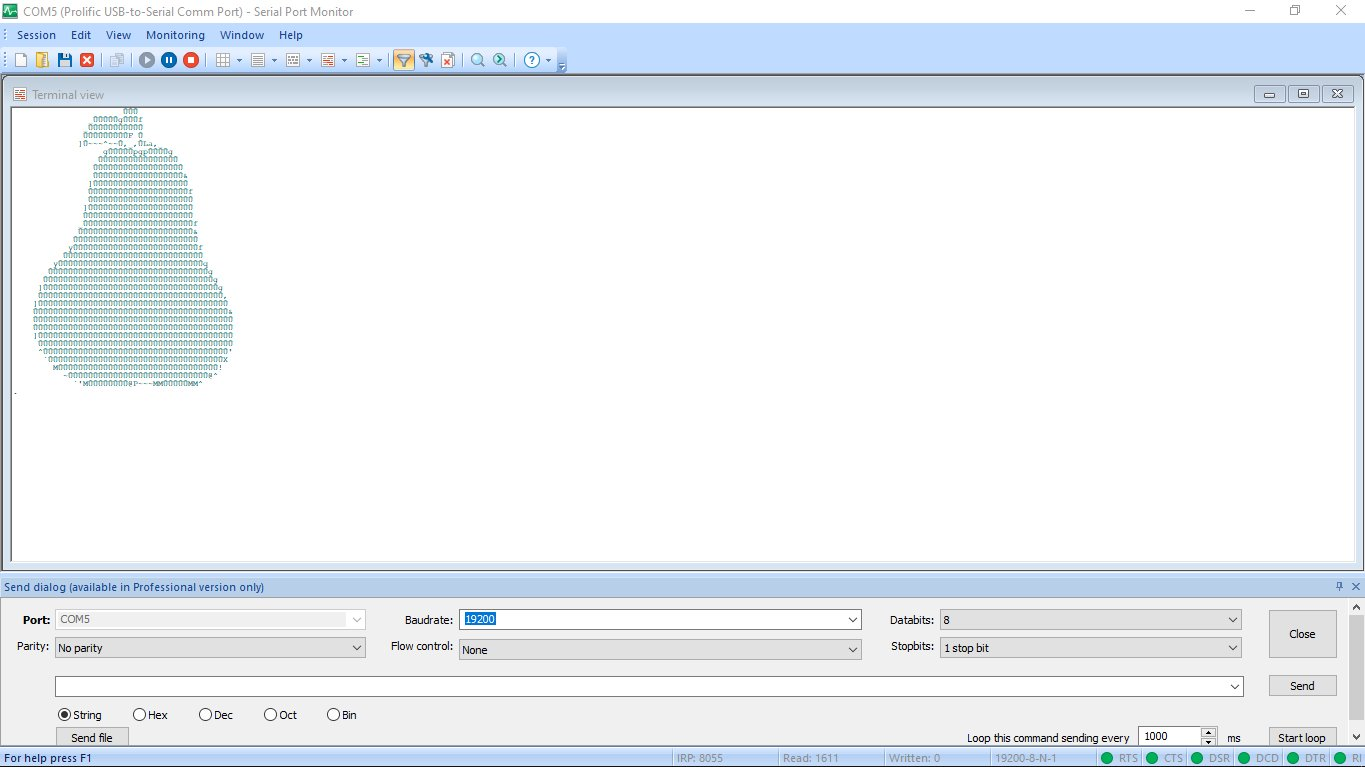 COM5 (Prolific USB-to-Serial Comm Port) - Serial Port Monitor
Session Edit View Monitoring Window Help
Terminal view
Send dialog (available in Professional version only)
Port: COM5 Baudrate: 19200 Databits: 8 Close
Parity: No parity Flow control: None Stopbits: 1 stop bit
Send
String Hex Dec Oct Bin
Send file Loop this command sending every 1000 ms Start loop
For help press F1 IRP: 8055 Read: 1611 Written: 0 19200-8-N-1 RTS CTS DSR DCD DTR RI